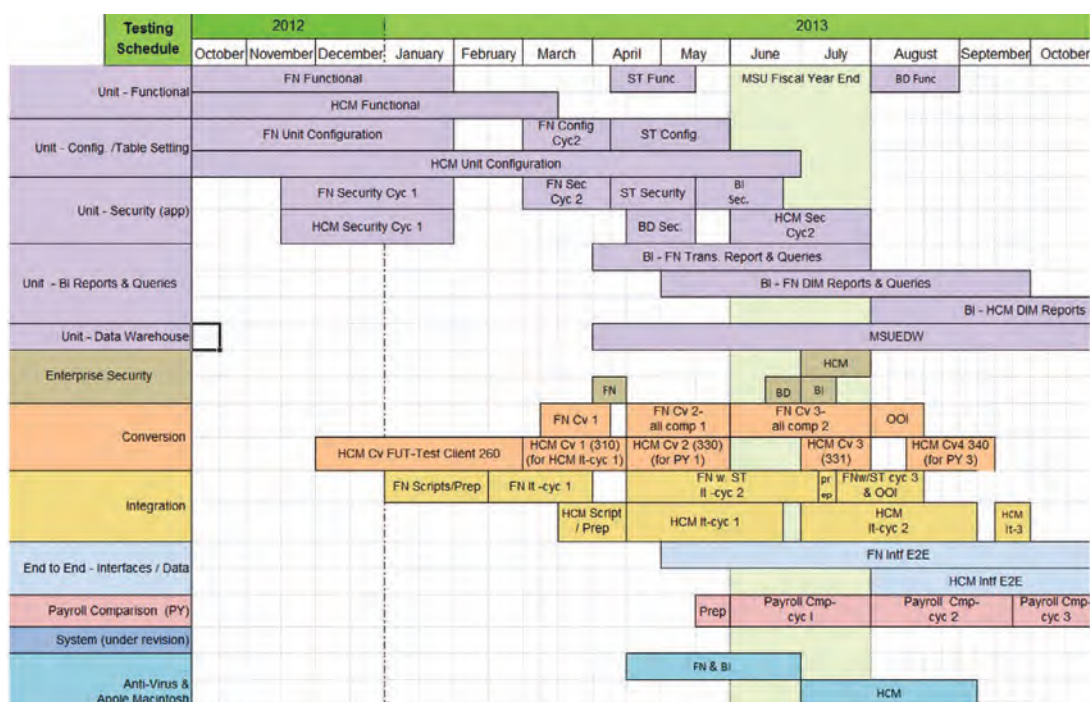 Testing
Schedule
2012
2013
October
November
December
January
February
March
April
May
June
July
August
September
October
Unit - Functional
FN Functional
ST Func.
MSU Fiscal Year End
BD Func
HCM Functional
Unit - Config. /Table Setting
FN Unit Configuration
FN Config
Cyc2
ST Config.
HCM Unit Configuration
Unit - Security (app)
FN Security Cyc 1
FN Sec
Cyc 2
ST Security
BI
Sec.
HCM Security Cyc 1
BD Sec.
HCM Sec
Cyc2
Unit - BI Reports & Queries
BI - FN Trans. Report & Queries
BI - FN DIM Reports & Queries
BI - HCM DIM Reports
Unit - Data Warehouse
MSUEDW
Enterprise Security
HCM
FN
BD
BI
Conversion
FN Cv 1
FN Cv 2-
all comp 1
FN Cv 3-
all comp 2
OOI
HCM Cv FUT-Test Client 260
HCM Cv 1 (310)
(for HCM It-cyc 1)
HCM Cv 2 (330)
(for PY 1)
HCM Cv 3
(331)
HCM Cv4 340
(for PY 3)
Integration
FN Scripts/Prep
FN It -cyc 1
FN w. ST
It -cyc 2
pr
ep
FNw/ST cyc 3
& OOI
HCM Script
/ Prep
HCM It-cyc 1
HCM
It-cyc 2
HCM
It-3
End to End - Interfaces / Data
FN Intf E2E
HCM Intf E2E
Payroll Comparison (PY)
Prep
Payroll Cmp-
cyc I
Payroll Cmp-
cyc 2
Payroll Cmp-
cyc 3
System (under revision)
Anti-Virus &
Apple Macintosh
FN & BI
HCM